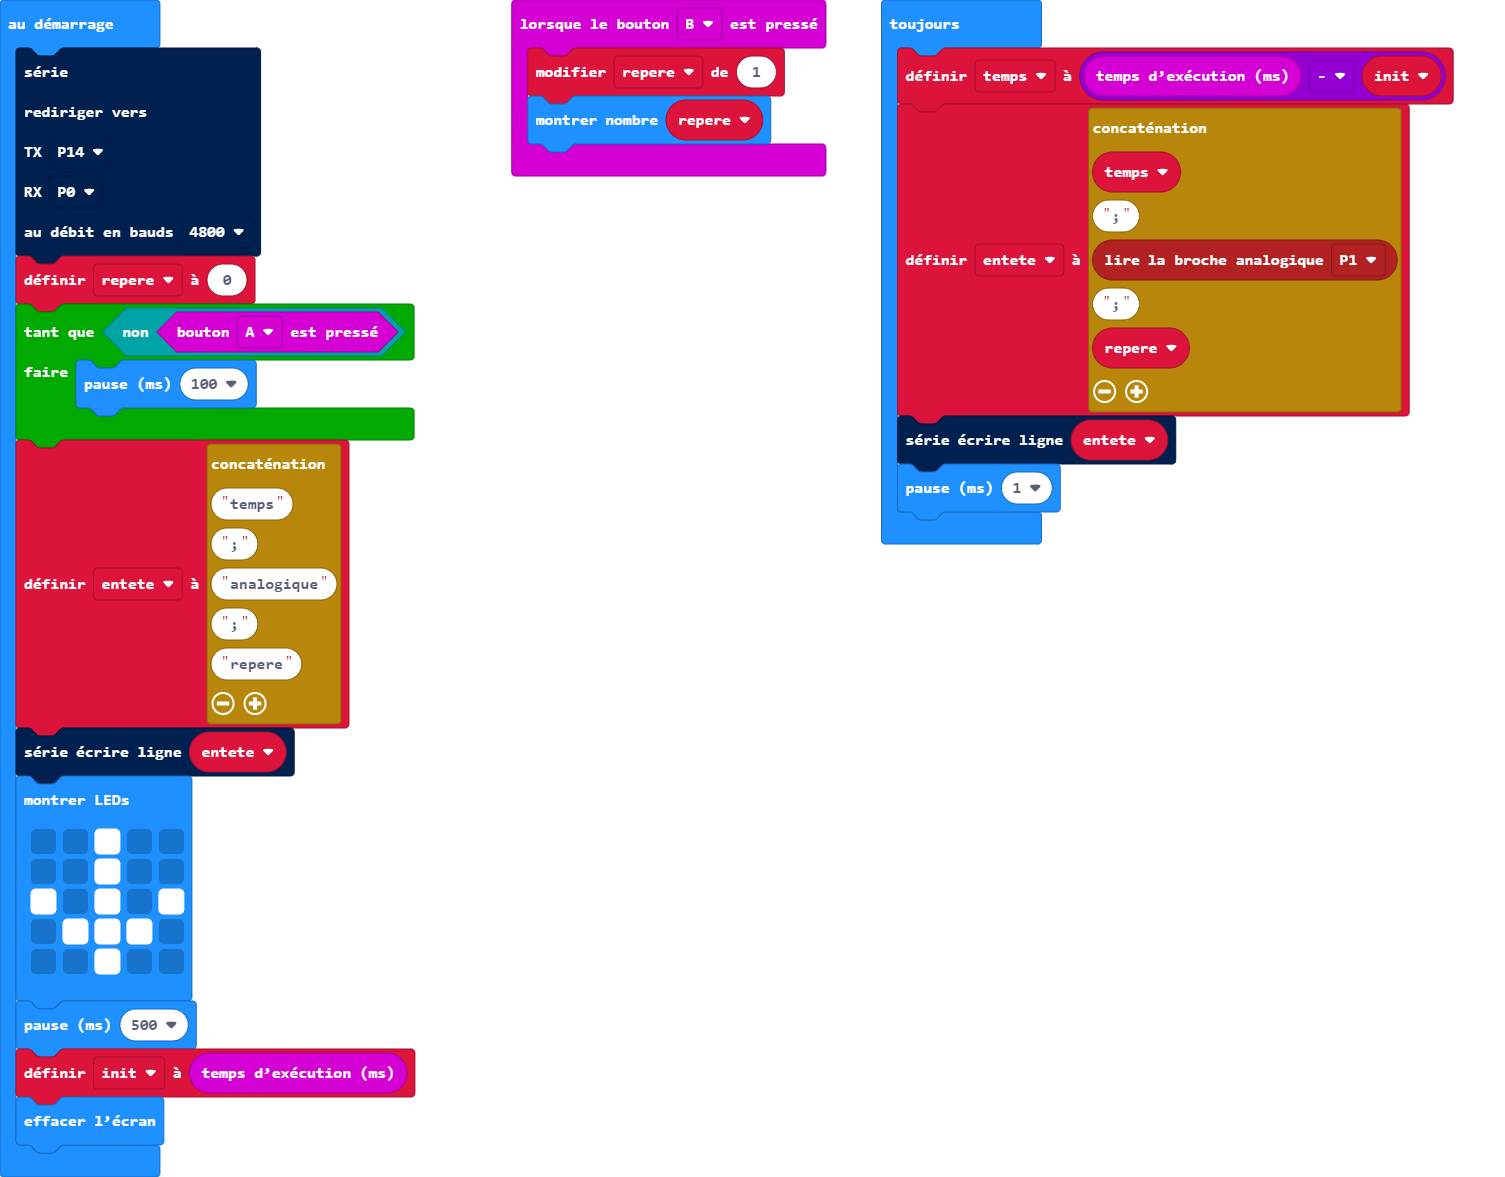 au démarrage
série
rediriger vers
TX P14
RX P0
au débit en bauds 4800
définir repere à 0
tant que non bouton A est pressé
faire pause (ms) 100
définir entete à
concaténation
"temps"
";"
"analogique"
";"
"repere"
série écrire ligne entete
montrer LEDs
pause (ms) 500
définir init à temps d’exécution (ms)
effacer l’écran
lorsque le bouton B est pressé
modifier repere de 1
montrer nombre repere
toujours
définir temps à temps d’exécution (ms) - init
définir entete à
concaténation
temps
";"
lire la broche analogique P1
";"
repere
série écrire ligne entete
pause (ms) 1